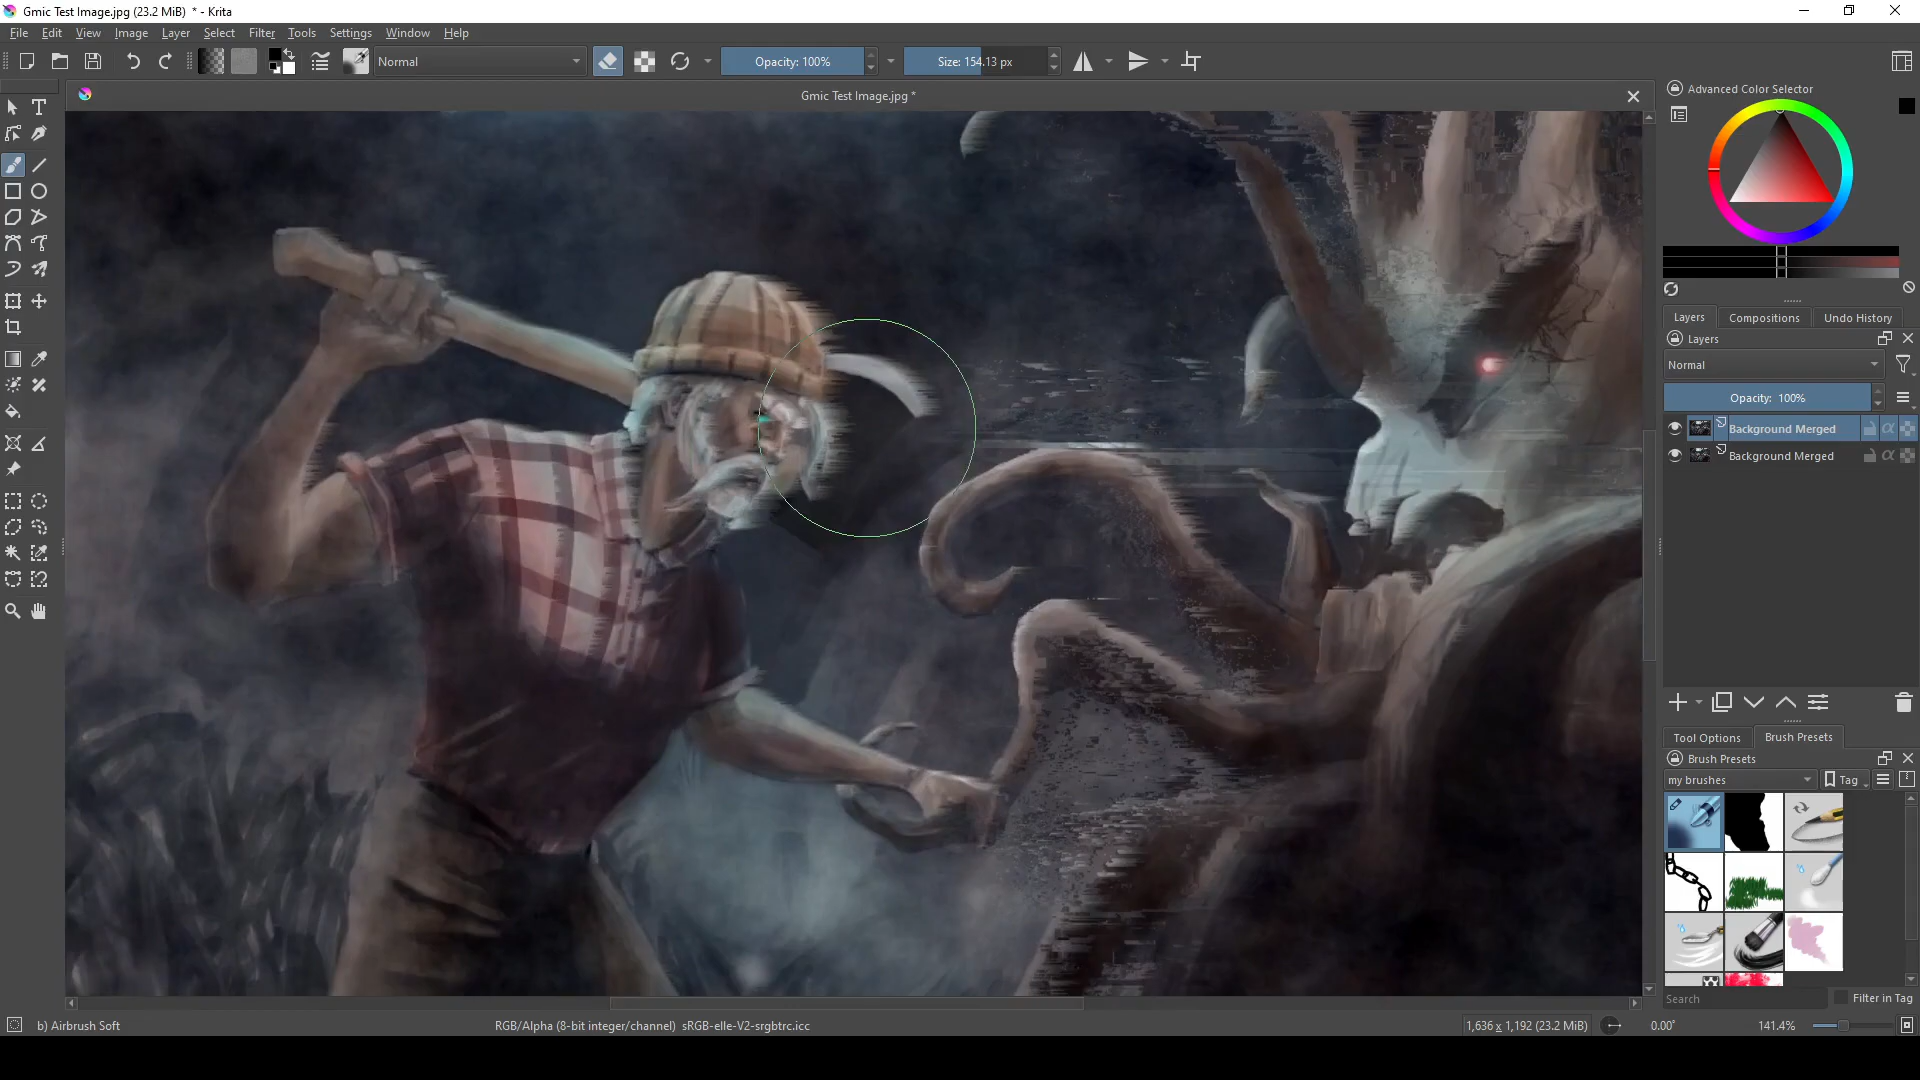 Gmic Test Image.jpg (23.2 MiB) * - Krita
File Edit View Image Layer Select Filter Tools Settings Window Help
Normal
Opacity: 100%
Size: 154.13 px
Gmic Test Image.jpg *
Advanced Color Selector
Layers Compositions Undo History
Layers
Normal
Opacity: 100%
Background Merged
Background Merged
Tool Options Brush Presets
Brush Presets
my brushes Tag
Search Filter in Tag
b) Airbrush Soft RGB/Alpha (8-bit integer/channel) sRGB-elle-V2-srgbtrc.icc 1,636 x 1,192 (23.2 MiB) 0.00° 141.4%